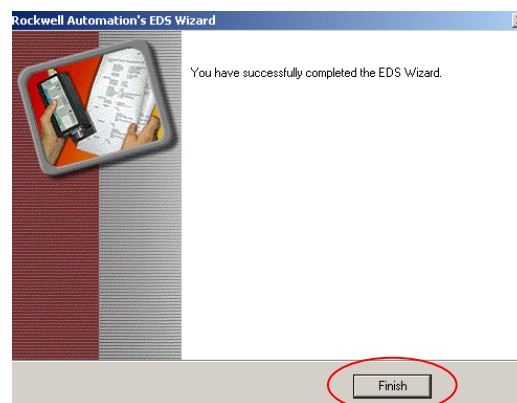 Rockwell Automation's EDS Wizard
You have successfully completed the EDS Wizard.
Finish